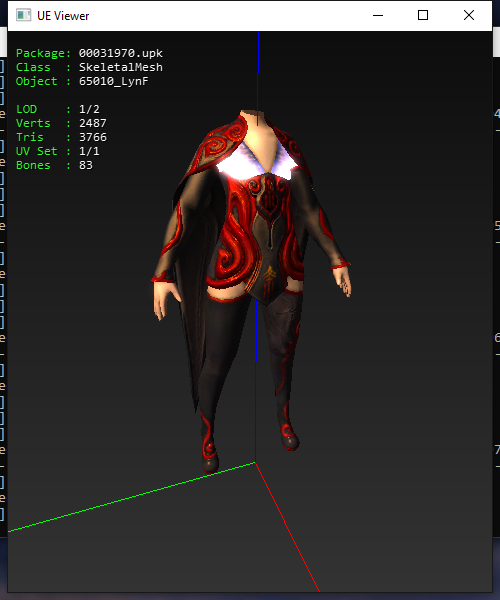 UE Viewer
Package: 00031970.upk
Class  : SkeletalMesh
Object : 65010_LynF
LOD    : 1/2
Verts  : 2487
Tris   : 3766
UV Set : 1/1
Bones  : 83